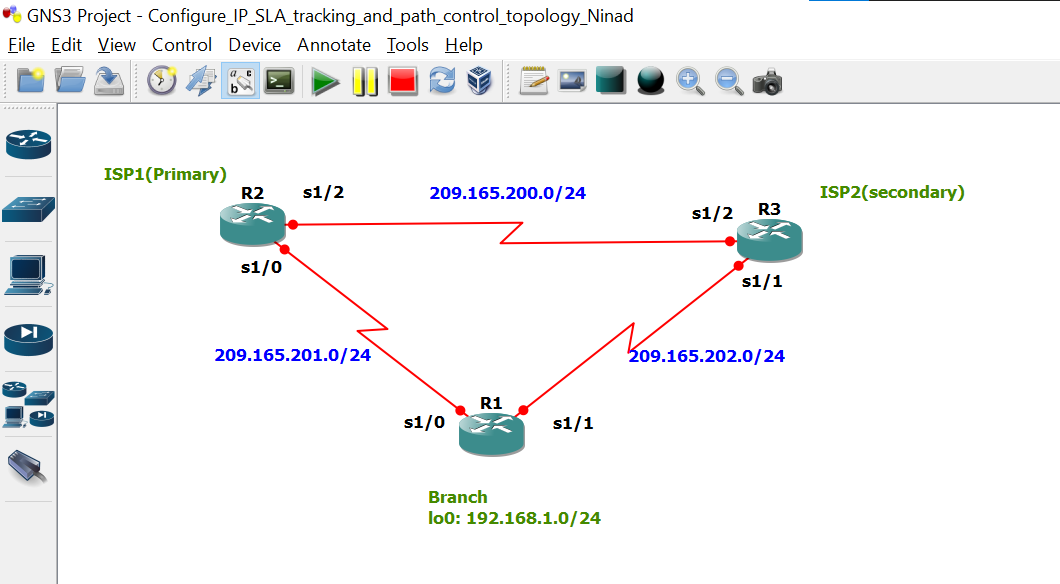 GNS3 Project - Configure_IP_SLA_tracking_and_path_control_topology_Ninad
File Edit View Control Device Annotate Tools Help
ISP1(Primary)
R2
s1/2
209.165.200.0/24
ISP2(secondary)
s1/2
R3
s1/0
s1/1
209.165.201.0/24
209.165.202.0/24
R1
s1/0
s1/1
Branch
lo0: 192.168.1.0/24